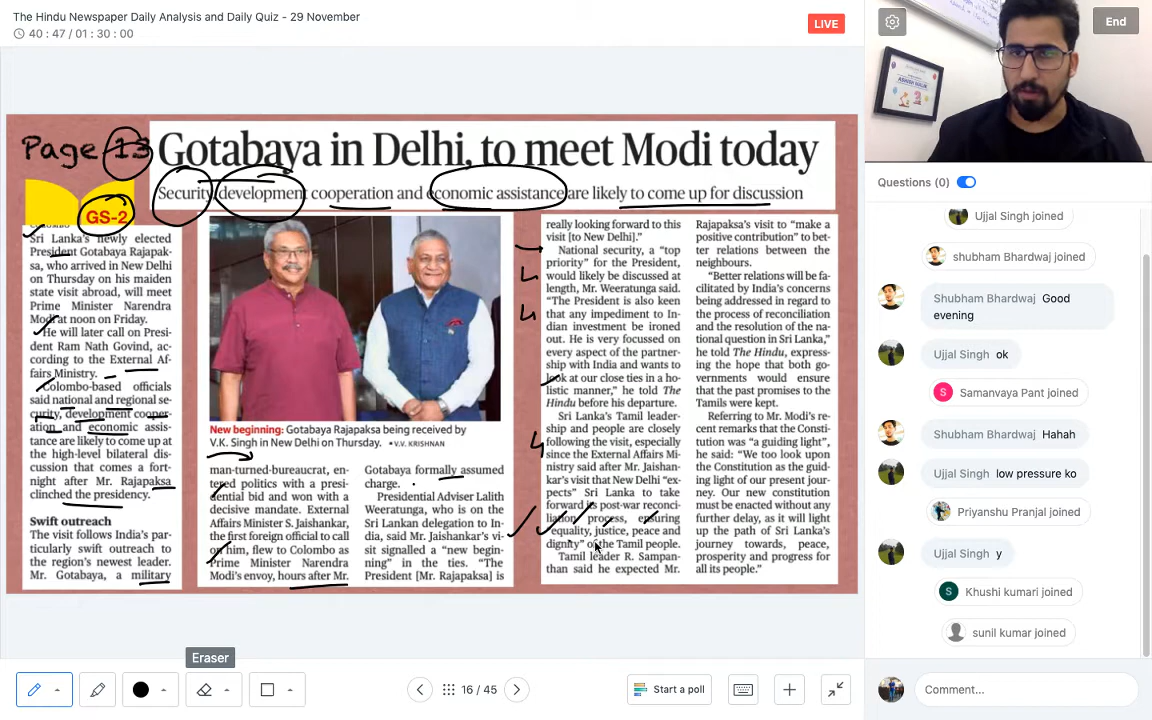 The Hindu Newspaper Daily Analysis and Daily Quiz - 29 November
40 : 47 / 01 : 30 : 00
LIVE
End
Page 13
GS-2
Gotabaya in Delhi, to meet Modi today
Security, development cooperation and economic assistance are likely to come up for discussion
Sri Lanka's newly elected
President Gotabaya Rajapak-
sa, who arrived in New Delhi
on Thursday on his maiden
state visit abroad, will meet
Prime Minister Narendra
Modi at noon on Friday.
He will later call on Presi-
dent Ram Nath Govind, ac-
cording to the External Af-
fairs Ministry.
Colombo-based officials
said national and regional se-
curity, development cooper-
ation and economic assis-
tance are likely to come up at
the high-level bilateral dis-
cussion that comes a fort-
night after Mr. Rajapaksa
clinched the presidency.
Swift outreach
The visit follows India's par-
ticularly swift outreach to
the region's newest leader.
Mr. Gotabaya, a military
New beginning: Gotabaya Rajapaksa being received by
V.K. Singh in New Delhi on Thursday. • V.V. KRISHNAN
man-turned-bureaucrat, en-
tered politics with a presi-
dential bid and won with a
decisive mandate. External
Affairs Minister S. Jaishankar,
the first foreign official to call
on him, flew to Colombo as
Prime Minister Narendra
Modi's envoy, hours after Mr.
Gotabaya formally assumed
charge.
Presidential Adviser Lalith
Weeratunga, who is on the
Sri Lankan delegation to In-
dia, said Mr. Jaishankar's vi-
sit signalled a "new begin-
ning" in the ties. "The
President [Mr. Rajapaksa] is
really looking forward to this
visit [to New Delhi]."
National security, a "top
priority" for the President,
would likely be discussed at
length, Mr. Weeratunga said.
"The President is also keen
that any impediment to In-
dian investment be ironed
out. He is very focussed on
every aspect of the partner-
ship with India and wants to
look at our close ties in a ho-
listic manner," he told The
Hindu before his departure.
Sri Lanka's Tamil leader-
ship and people are closely
following the visit, especially
since the External Affairs Mi-
nistry said after Mr. Jaishan-
kar's visit that New Delhi "ex-
pects" Sri Lanka to take
forward its post-war reconci-
liation process, ensuring
equality, justice, peace and
dignity" of the Tamil people.
Tamil leader R. Sampan-
than said he expected Mr.
Rajapaksa's visit to "make a
positive contribution" to bet-
ter relations between the
neighbours.
"Better relations will be fa-
cilitated by India's concerns
being addressed in regard to
the process of reconciliation
and the resolution of the na-
tional question in Sri Lanka,"
he told The Hindu, express-
ing the hope that both gov-
ernments would ensure
that the past promises to the
Tamils were kept.
Referring to Mr. Modi's re-
cent remarks that the Consti-
tution was "a guiding light",
he said: "We too look upon
the Constitution as the guid-
ing light of our present jour-
ney. Our new constitution
must be enacted without any
further delay, as it will light
up the path of Sri Lanka's
journey towards, peace,
prosperity and progress for
all its people."
Questions (0)
Ujjal Singh joined
shubham Bhardwaj joined
Shubham Bhardwaj Good
evening
Ujjal Singh ok
S Samanvaya Pant joined
Shubham Bhardwaj Hahah
Ujjal Singh low pressure ko
Priyanshu Pranjal joined
Ujjal Singh y
S Khushi kumari joined
sunil kumar joined
Eraser
16 / 45
Start a poll
Comment...